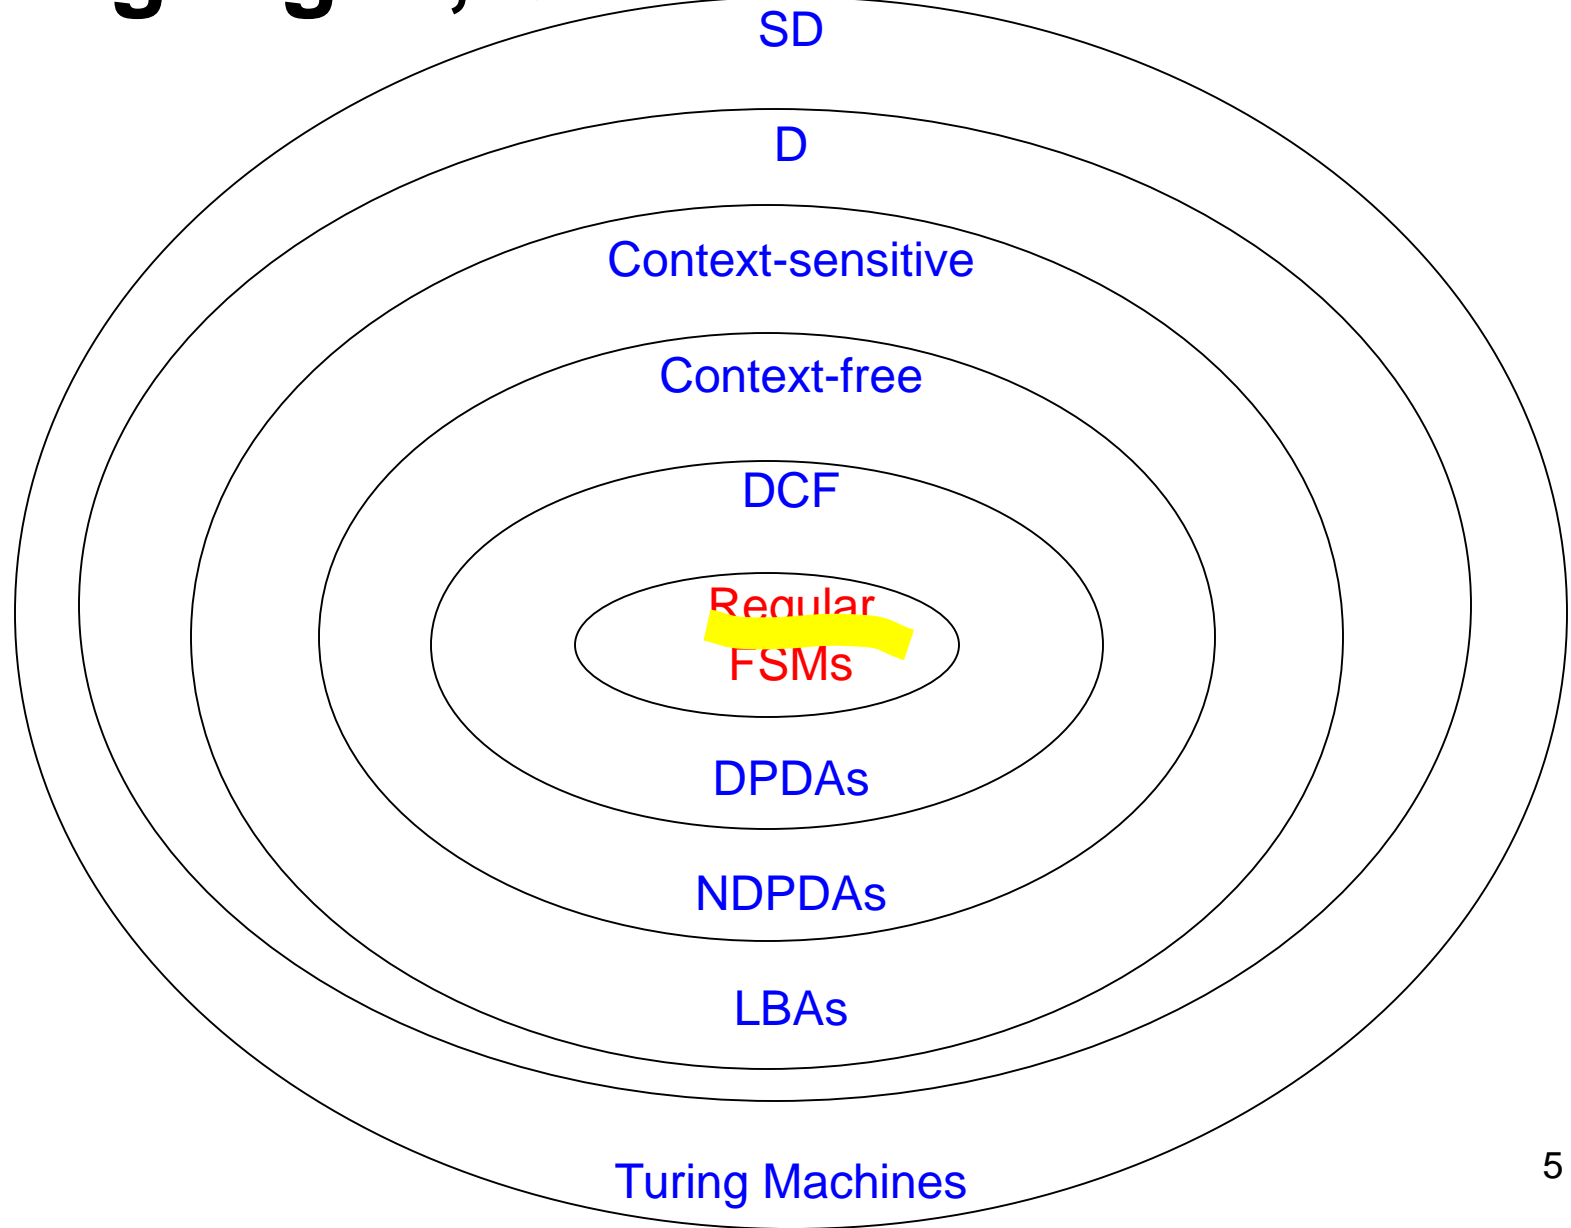 SD
D
Context-sensitive
Context-free
DCF
Regular
FSMs
DPDAs
NDPDAs
LBAs
Turing Machines
5